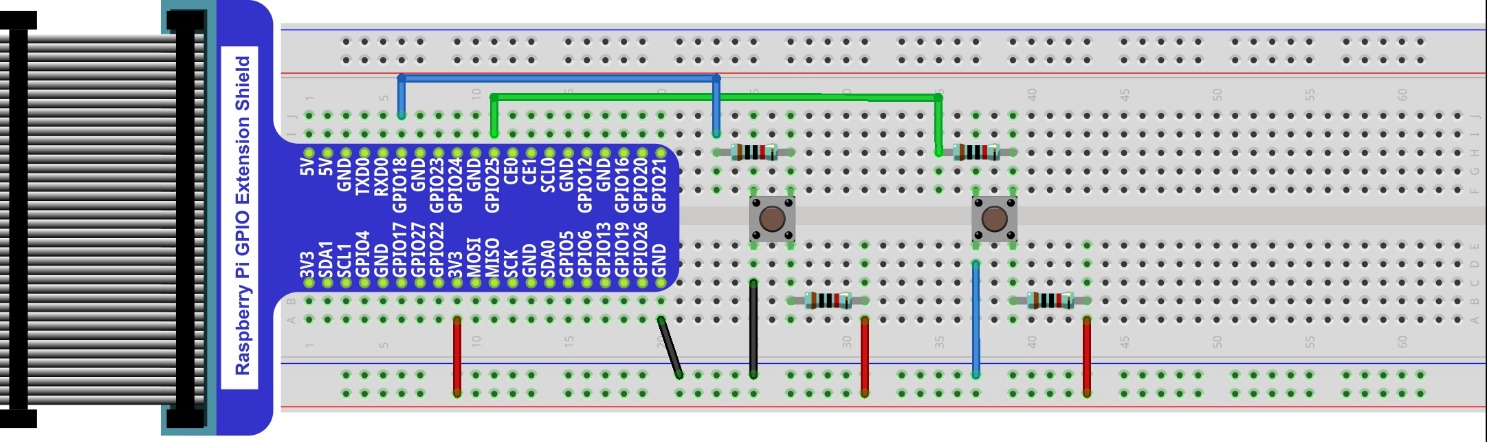 Raspberry Pi GPIO Extension Shield
1 5 10 15 20 25 30 35 40 45 50 55 60
J J
I I
H
G
F
5V 5V GND TXD0 RXD0 GPIO18 GND GPIO23 GPIO24 GND GPIO25 CE0 CE1 SCL0 GND GPIO12 GND GPIO16 GPIO20 GPIO21
3V3 SDA1 SCL1 GPIO4 GND GPIO17 GPIO27 GPIO22 3V3 MOSI MISO SCK GND SDA0 GPIO5 GPIO6 GPIO13 GPIO19 GPIO26 GND
E
D
C
B B
A A
1 5 10 15 20 25 30 35 40 45 50 55 60